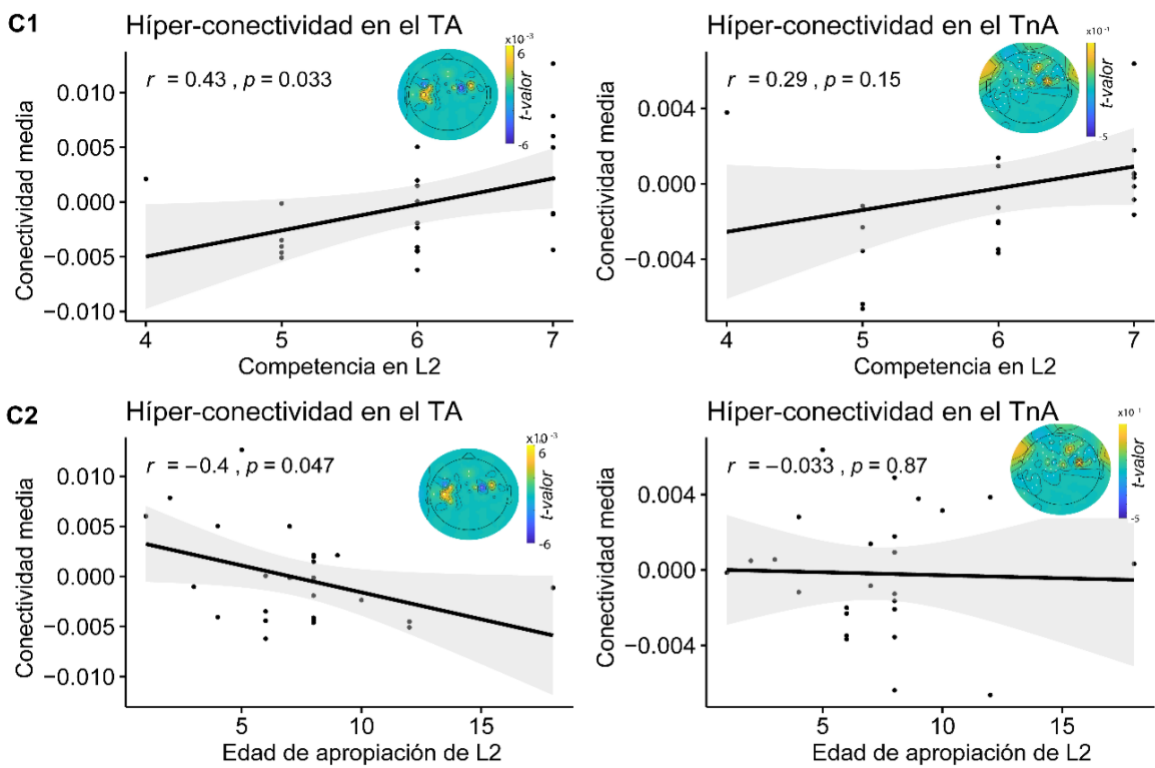 C1
Híper-conectividad en el TA
r = 0.43 , p = 0.033
x10⁻³
6
t-valor
-6
Conectividad media
0.010
0.005
0.000
−0.005
−0.010
4 5 6 7
Competencia en L2
Híper-conectividad en el TnA
r = 0.29 , p = 0.15
x10⁻¹
t-valor
-5
Conectividad media
0.004
0.000
−0.004
4 5 6 7
Competencia en L2
C2
Híper-conectividad en el TA
r = −0.4 , p = 0.047
x10⁻³
6
t-valor
-6
Conectividad media
0.010
0.005
0.000
−0.005
−0.010
5 10 15
Edad de apropiación de L2
Híper-conectividad en el TnA
r = −0.033 , p = 0.87
t-valor
-5
Conectividad media
0.004
0.000
−0.004
5 10 15
Edad de apropiación de L2